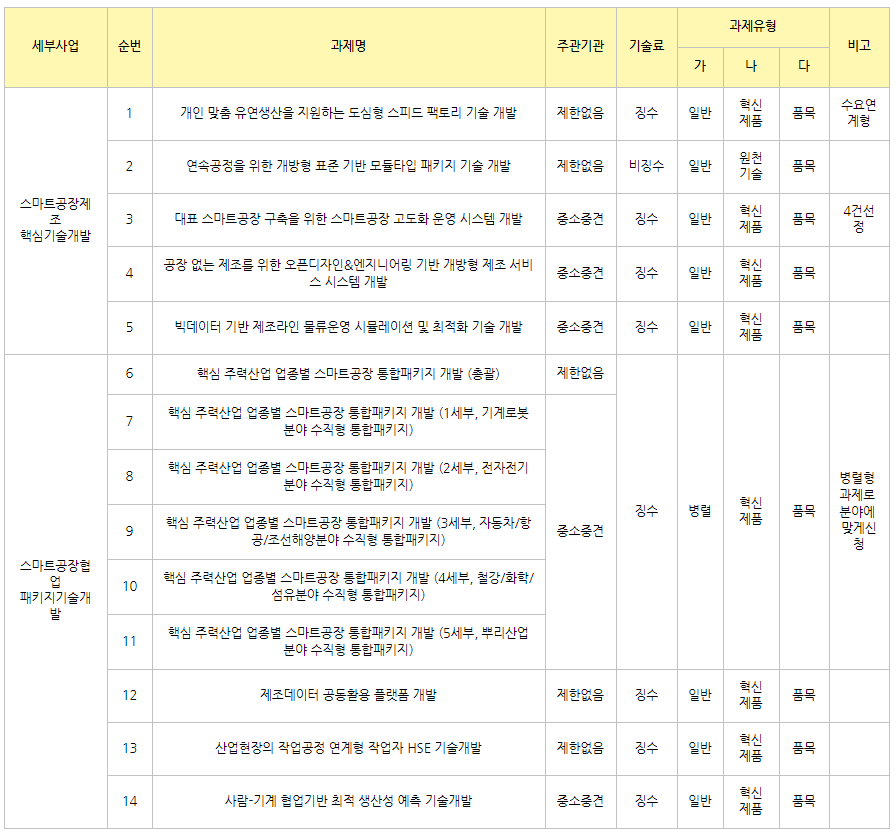 세부사업 순번 과제명 주관기관 기술료 과제유형 비고
가 나 다
스마트공장제
조
핵심기술개발
1 개인 맞춤 유연생산을 지원하는 도심형 스피드 팩토리 기술 개발 제한없음 징수 일반 혁신
제품 품목 수요연
계형
2 연속공정을 위한 개방형 표준 기반 모듈타입 패키지 기술 개발 제한없음 비징수 일반 원천
기술 품목
3 대표 스마트공장 구축을 위한 스마트공장 고도화 운영 시스템 개발 중소중견 징수 일반 혁신
제품 품목 4건선
정
4 공장 없는 제조를 위한 오픈디자인&엔지니어링 기반 개방형 제조 서비
스 시스템 개발 중소중견 징수 일반 혁신
제품 품목
5 빅데이터 기반 제조라인 물류운영 시뮬레이션 및 최적화 기술 개발 중소중견 징수 일반 혁신
제품 품목
스마트공장협
업
패키지기술개
발
6 핵심 주력산업 업종별 스마트공장 통합패키지 개발 (총괄) 제한없음
7 핵심 주력산업 업종별 스마트공장 통합패키지 개발 (1세부, 기계로봇
분야 수직형 통합패키지)
8 핵심 주력산업 업종별 스마트공장 통합패키지 개발 (2세부, 전자전기
분야 수직형 통합패키지)
9 핵심 주력산업 업종별 스마트공장 통합패키지 개발 (3세부, 자동차/항
공/조선해양분야 수직형 통합패키지)
10 핵심 주력산업 업종별 스마트공장 통합패키지 개발 (4세부, 철강/화학/
섬유분야 수직형 통합패키지)
11 핵심 주력산업 업종별 스마트공장 통합패키지 개발 (5세부, 뿌리산업
분야 수직형 통합패키지)
중소중견 징수 병렬 혁신
제품 품목 병렬형
과제로
분야에
맞게신
청
12 제조데이터 공동활용 플랫폼 개발 제한없음 징수 일반 혁신
제품 품목
13 산업현장의 작업공정 연계형 작업자 HSE 기술개발 제한없음 징수 일반 혁신
제품 품목
14 사람-기계 협업기반 최적 생산성 예측 기술개발 중소중견 징수 일반 혁신
제품 품목